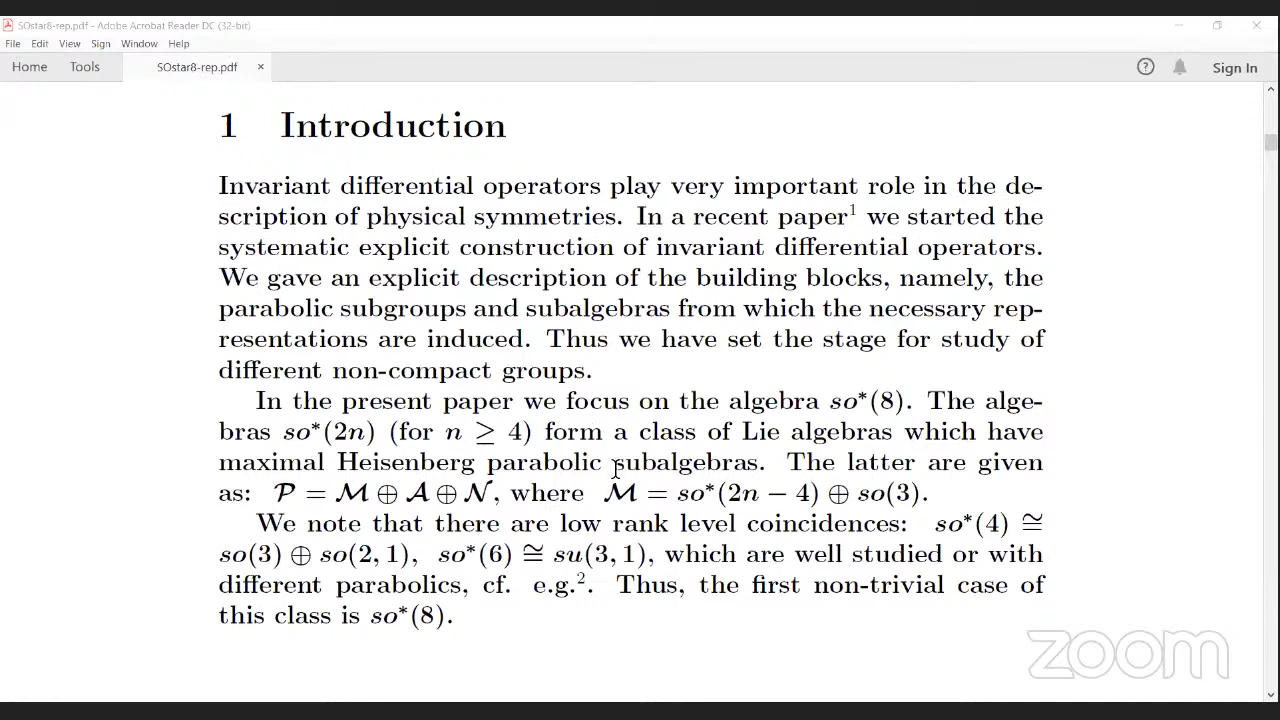 SOstar8-rep.pdf - Adobe Acrobat Reader DC (32-bit)
File Edit View Sign Window Help
Home Tools SOstar8-rep.pdf × Sign In
1 Introduction
Invariant differential operators play very important role in the de-
scription of physical symmetries. In a recent paper¹ we started the
systematic explicit construction of invariant differential operators.
We gave an explicit description of the building blocks, namely, the
parabolic subgroups and subalgebras from which the necessary rep-
resentations are induced. Thus we have set the stage for study of
different non-compact groups.
In the present paper we focus on the algebra so*(8). The alge-
bras so*(2n) (for n ≥ 4) form a class of Lie algebras which have
maximal Heisenberg parabolic subalgebras. The latter are given
as: 𝒫 = ℳ ⊕ 𝒜 ⊕ 𝒩, where ℳ = so*(2n − 4) ⊕ so(3).
We note that there are low rank level coincidences: so*(4) ≅
so(3) ⊕ so(2, 1), so*(6) ≅ su(3, 1), which are well studied or with
different parabolics, cf. e.g.². Thus, the first non-trivial case of
this class is so*(8).
zoom